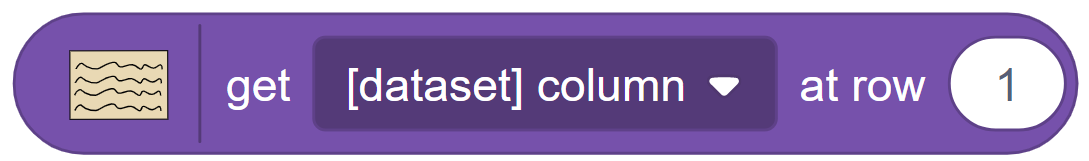 get [dataset] column at row 1